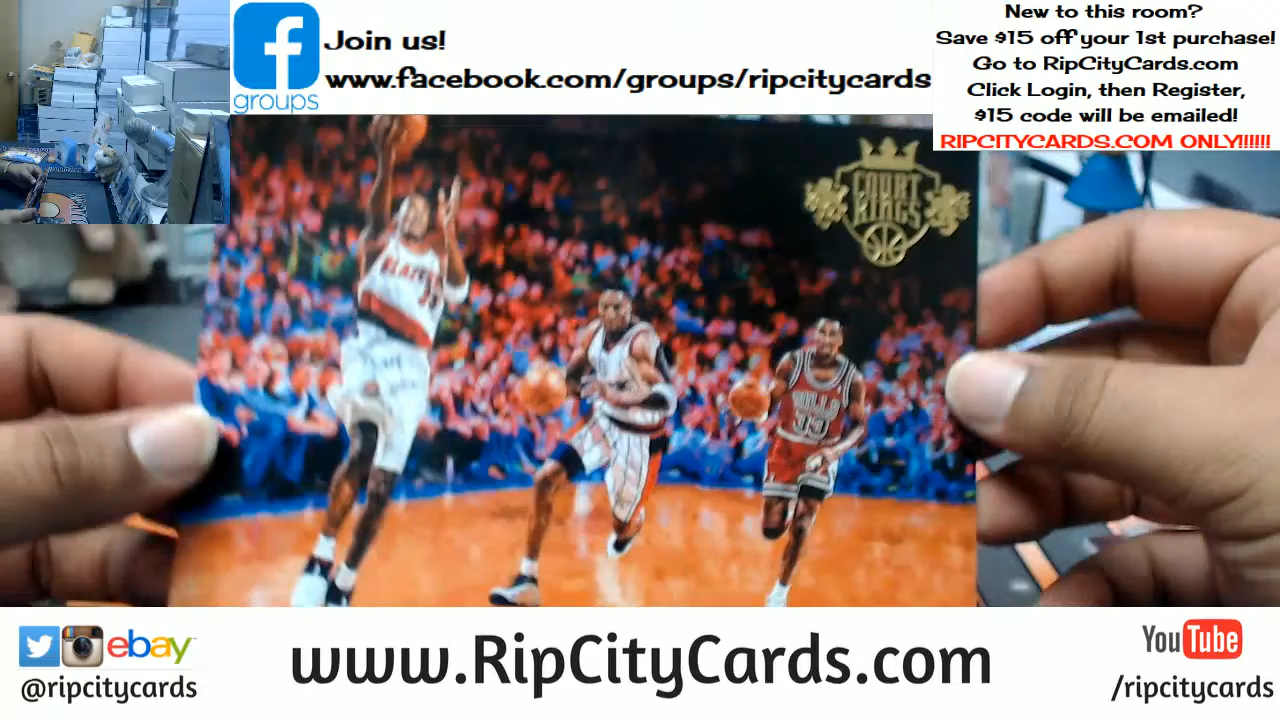 Join us!
www.facebook.com/groups/ripcitycards
groups
New to this room?
Save $15 off your 1st purchase!
Go to RipCityCards.com
Click Login, then Register,
$15 code will be emailed!
RIPCITYCARDS.COM ONLY!!!!!!
COURT
KINGS
BULLS
33
ebay
@ripcitycards
www.RipCityCards.com
YouTube
/ripcitycards